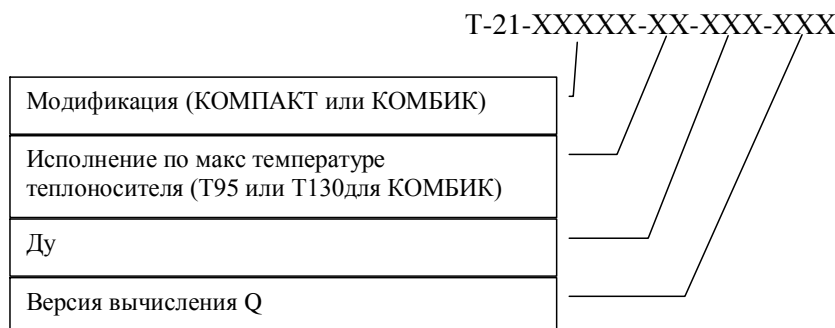 Т-21-XXXXX-XX-XXX-XXX
Модификация (КОМПАКТ или КОМБИК)
Исполнение по макс температуре
теплоносителя (Т95 или Т130для КОМБИК)
Ду
Версия вычисления Q